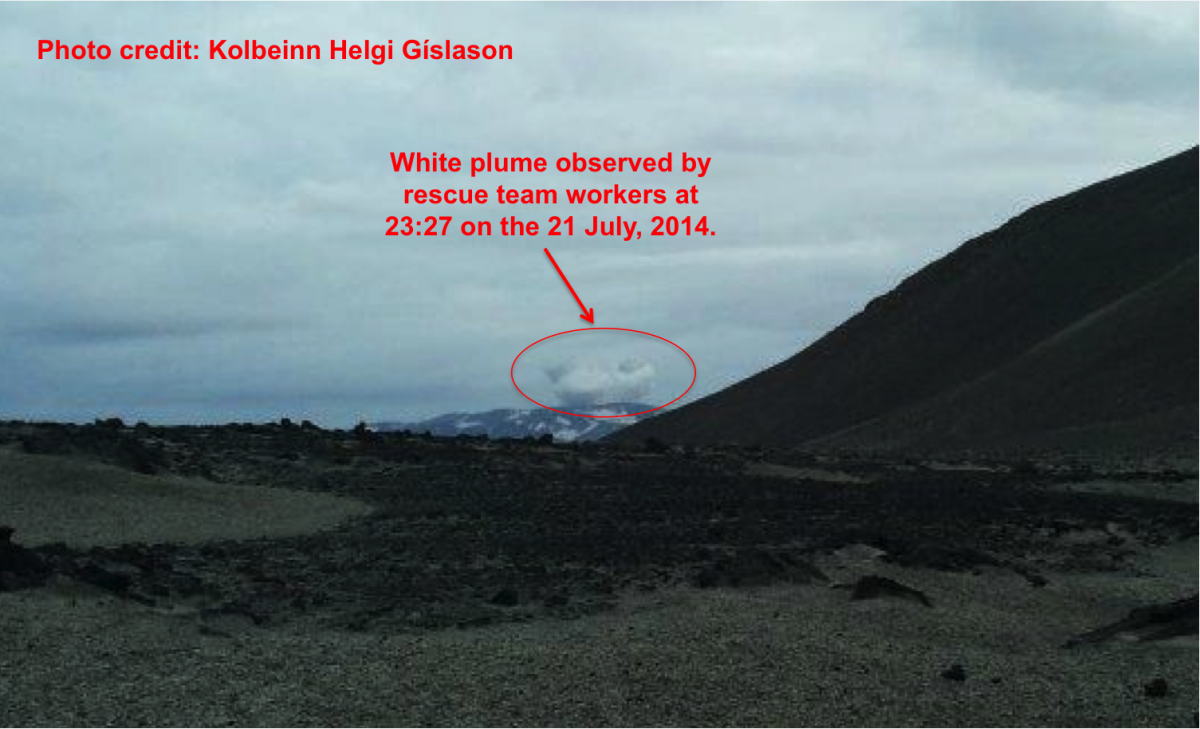 Photo credit: Kolbeinn Helgi Gíslason
White plume observed by
rescue team workers at
23:27 on the 21 July, 2014.